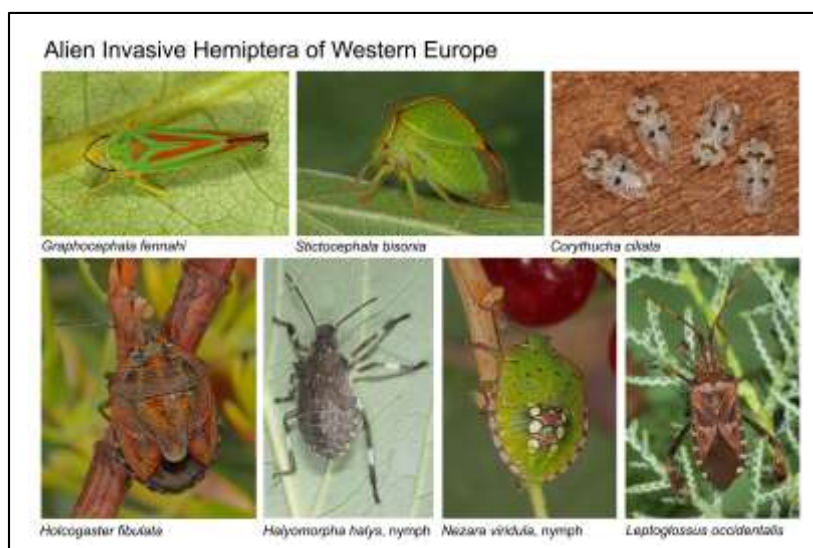 Alien Invasive Hemiptera of Western Europe
Graphocephala fennahi
Stictocephala bisonia
Corythucha ciliata
Holcogaster fibulata
Halyomorpha halys, nymph
Nezara viridula, nymph
Leptoglossus occidentalis